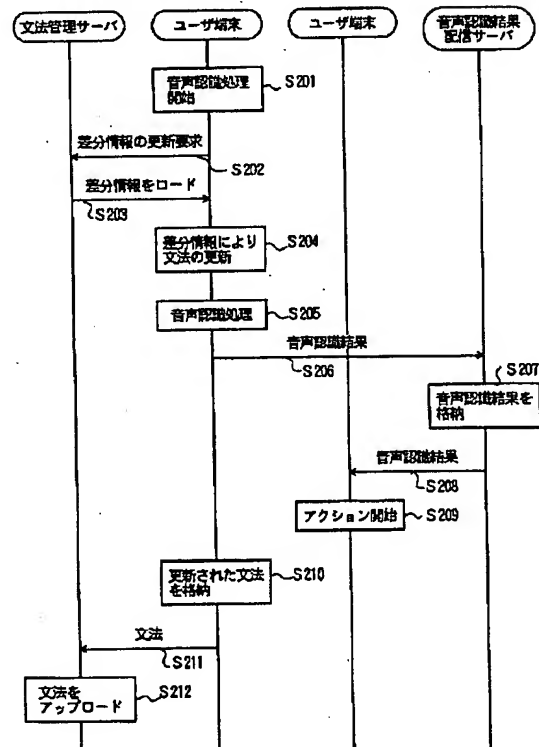 文法管理サーバ
ユーザ端末
ユーザ端末
音声認識結果
配信サーバ
音声認識処理
開始
S201
差分情報の更新要求
S202
差分情報をロード
S203
差分情報により
文法の更新
S204
音声認識処理
S205
音声認識結果
S206
S207
音声認識結果を
格納
音声認識結果
S208
アクション開始
S209
更新された文法
を格納
S210
文法
S211
文法を
アップロード
S212